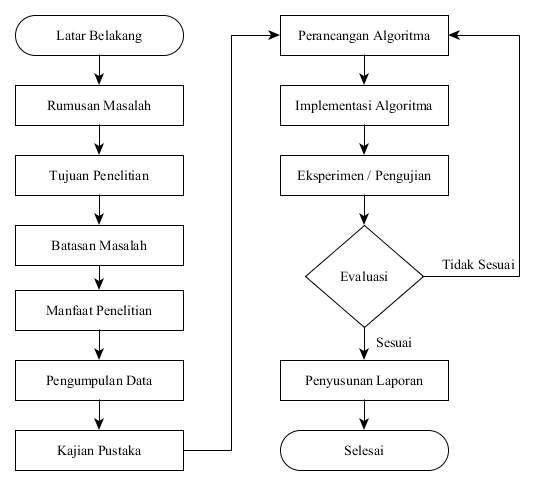 Latar Belakang
Rumusan Masalah
Tujuan Penelitian
Batasan Masalah
Manfaat Penelitian
Pengumpulan Data
Kajian Pustaka
Perancangan Algoritma
Implementasi Algoritma
Eksperimen / Pengujian
Evaluasi
Tidak Sesuai
Sesuai
Penyusunan Laporan
Selesai